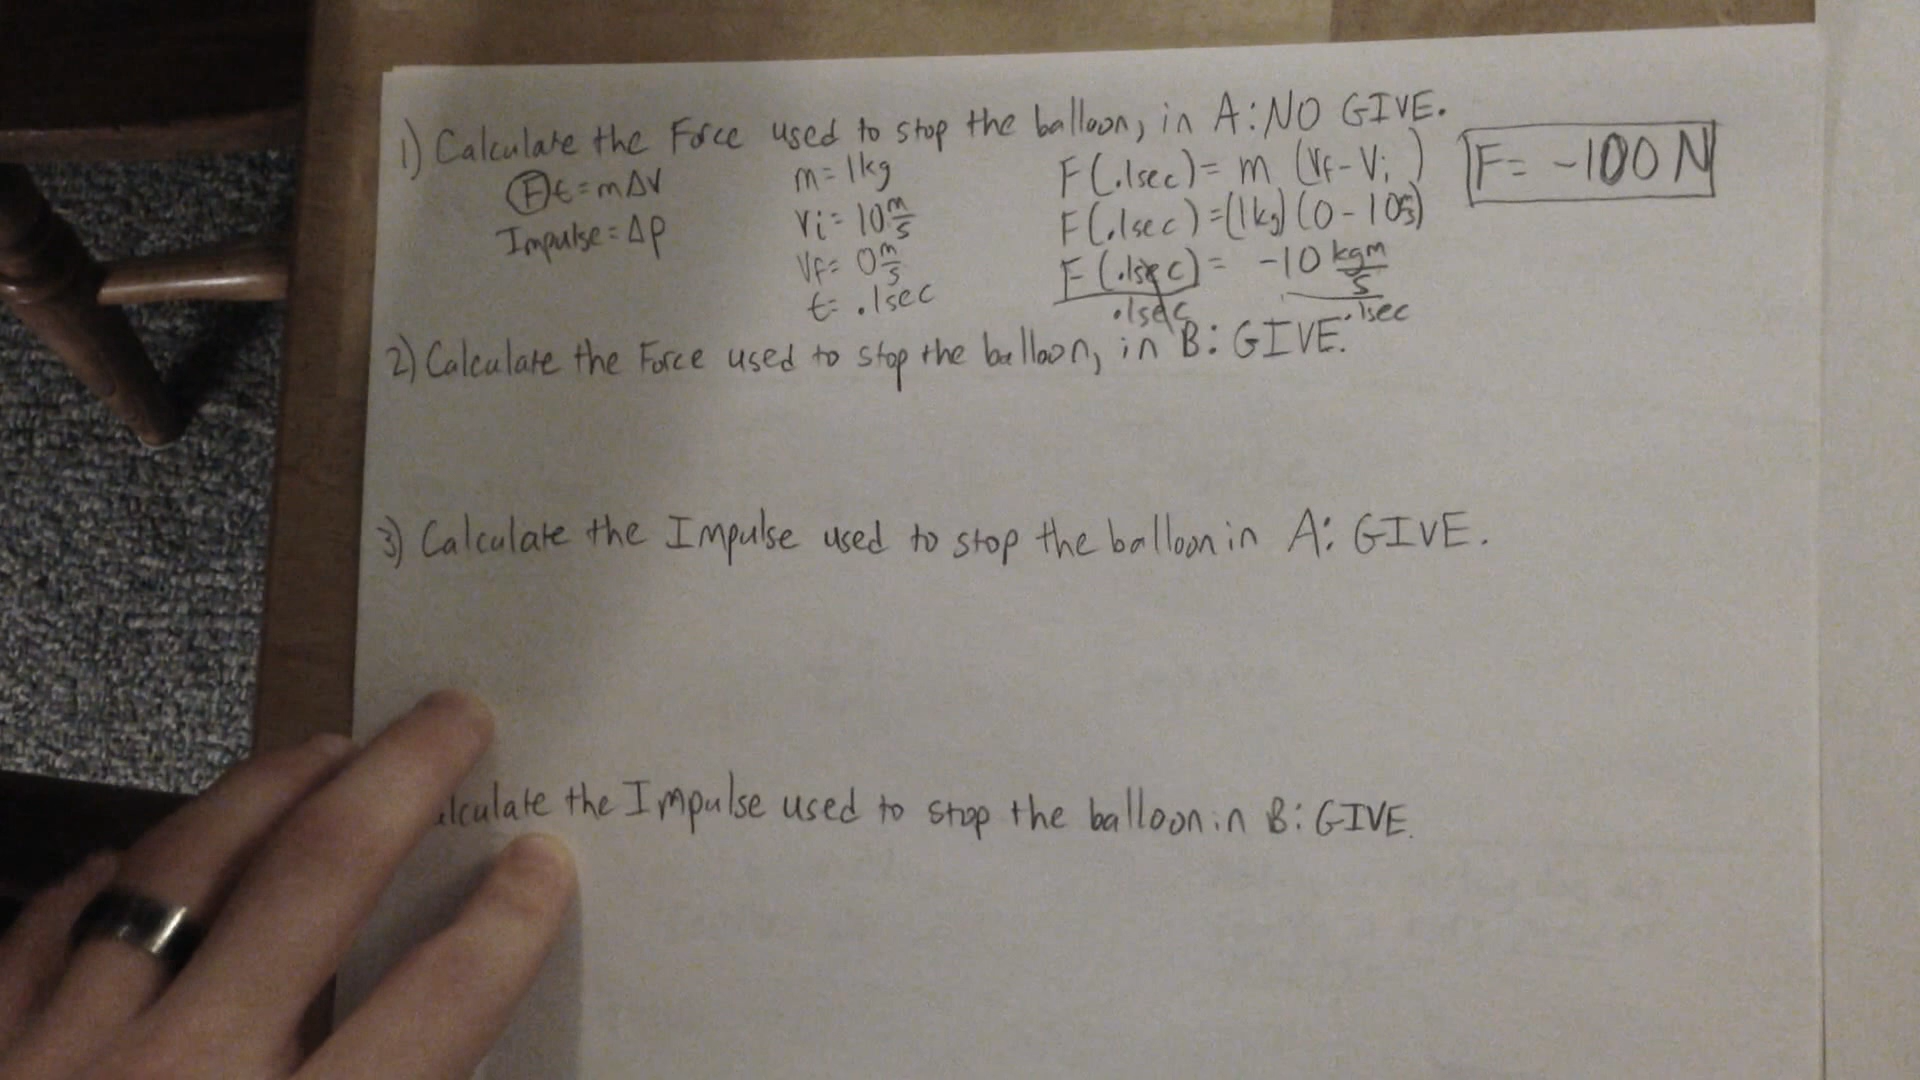 1) Calculate the Force used to stop the balloon, in A: NO GIVE.
Ft = mΔV
Impulse = Δp
m = 1kg
Vi = 10 m/s
Vf = 0 m/s
t = .1sec
F(.1sec) = m (Vf - Vi )
F(.1sec) = (1kg)(0 - 10 m/s)
F(.1sec)/.1sec = -10 kgm/s/.1sec
F = -100 N
2) Calculate the Force used to stop the balloon, in B: GIVE.
3) Calculate the Impulse used to stop the balloon in A: GIVE.
alculate the Impulse used to stop the balloon in B: GIVE.